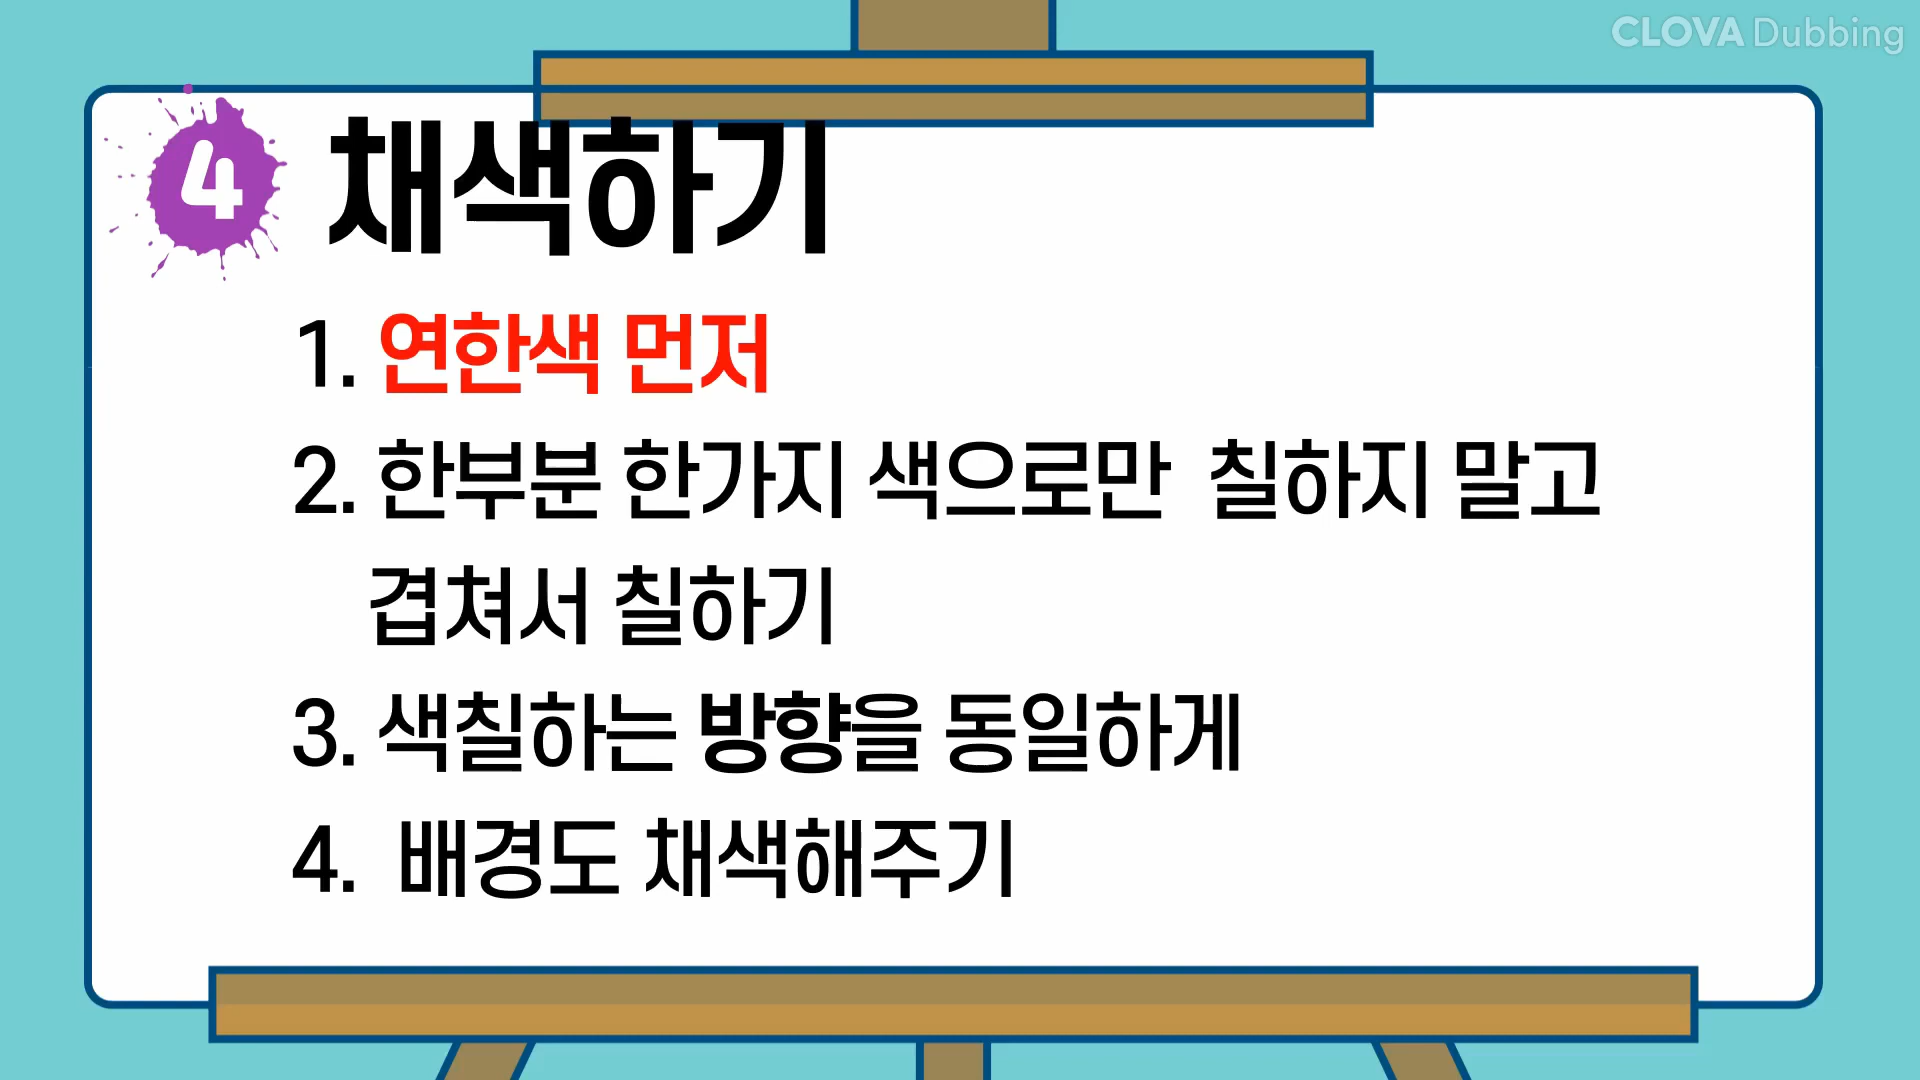 CLOVA Dubbing
4 채색하기
1. 연한색 먼저
2. 한부분 한가지 색으로만 칠하지 말고
겹쳐서 칠하기
3. 색칠하는 방향을 동일하게
4. 배경도 채색해주기